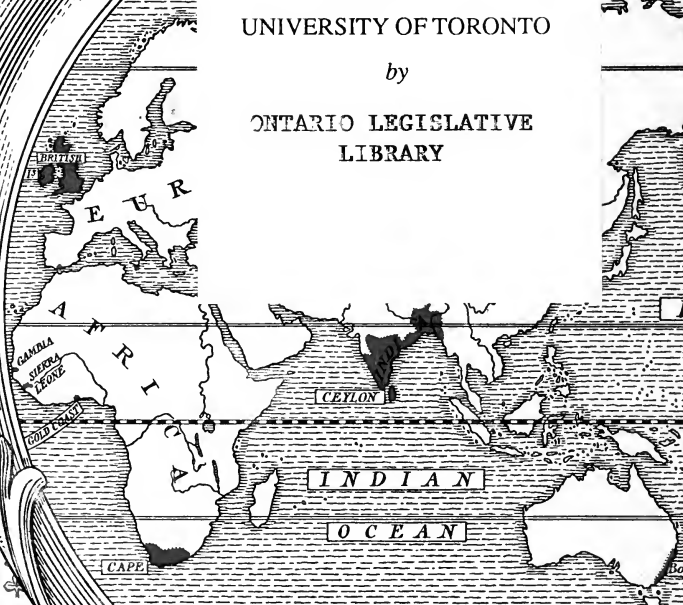 UNIVERSITY OF TORONTO
by
ONTARIO LEGISLATIVE
LIBRARY
BRITISH
IS
EUR
AFRICA
GAMBIA
SIERRA
LEONE
GOLD COAST
CEYLON
INDIAN
OCEAN
CAPE